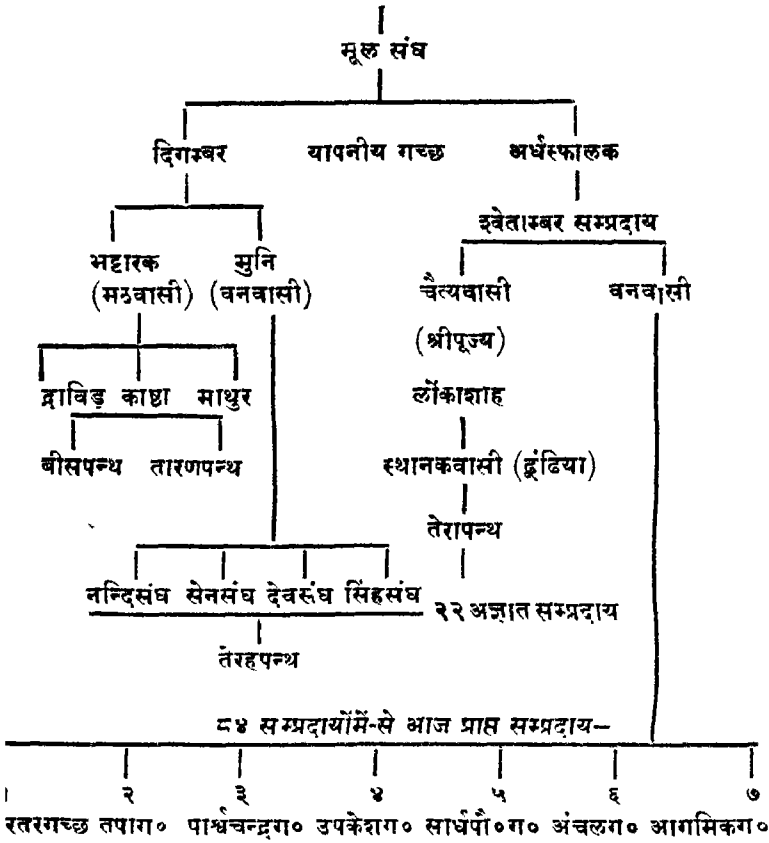 मूल संघ
दिगम्बर यापनीय गच्छ अर्धस्फालक
श्वेताम्बर सम्प्रदाय
भट्टारक मुनि
(मठवासी) (वनवासी) चैत्यवासी वनवासी
(श्रीपूज्य)
द्राविड़ काष्ठा माथुर लोंकाशाह
बीसपन्थ तारणपन्थ स्थानकवासी (ढूंढिया)
तेरापन्थ
नन्दिसंघ सेनसंघ देवसंघ सिंहसंघ २२ अज्ञात सम्प्रदाय
तेरहपन्थ
८४ सम्प्रदायोंमें-से आज प्राप्त सम्प्रदाय—
१ २ ३ ४ ५ ६ ७
रतरगच्छ तपाग० पार्श्वचन्द्रग० उपकेशग० सार्धपौ०ग० अंचलग० आगमिकग०